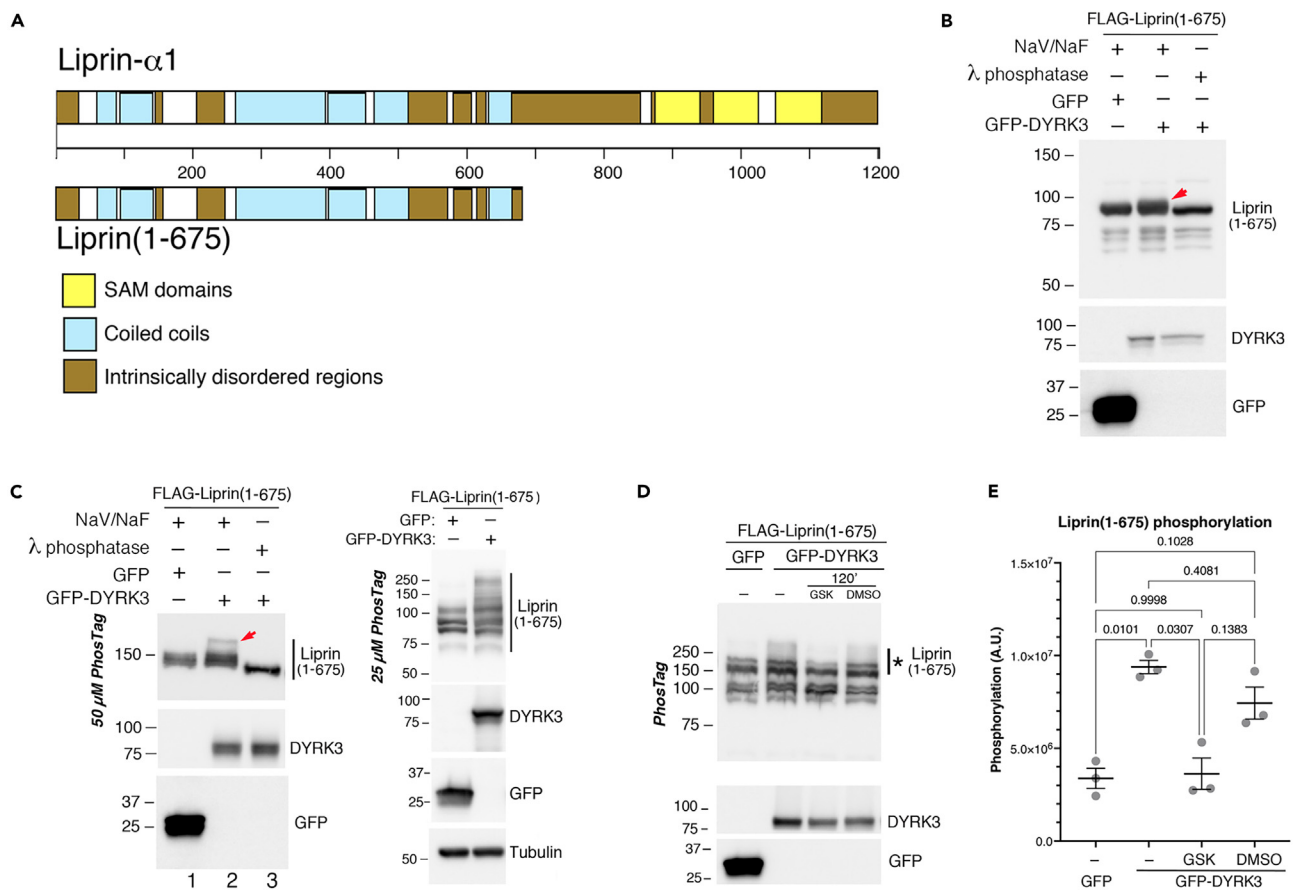 A
Liprin-α1
200 400 600 800 1000 1200
Liprin(1-675)
SAM domains
Coiled coils
Intrinsically disordered regions
B
FLAG-Liprin(1-675)
NaV/NaF + + –
λ phosphatase – – +
GFP + – –
GFP-DYRK3 – + +
150 –
100 –
75 –
50 –
Liprin
(1-675)
100 –
75 –
DYRK3
37 –
25 –
GFP
C
FLAG-Liprin(1-675)
NaV/NaF + + –
λ phosphatase – – +
GFP + – –
GFP-DYRK3 – + +
50 µM PhosTag
150 –
Liprin
(1-675)
100 –
75 –
DYRK3
37 –
25 –
GFP
1 2 3
FLAG-Liprin(1-675)
GFP: + –
GFP-DYRK3: – +
25 µM PhosTag
250 –
150 –
100 –
75 –
50 –
Liprin
(1-675)
100 –
75 –
DYRK3
37 –
25 –
GFP
50 –
Tubulin
D
FLAG-Liprin(1-675)
GFP GFP-DYRK3
120'
– – GSK DMSO
PhosTag
250 –
150 –
100 –
75 –
* Liprin
(1-675)
100 –
75 –
DYRK3
37 –
25 –
GFP
E
Liprin(1-675) phosphorylation
Phosphorylation (A.U.)
0.1028
1.5×10⁷
0.4081
0.9998
0.0101 0.0307 0.1383
1.0×10⁷
5.0×10⁶
0.0
– – GSK DMSO
GFP GFP-DYRK3